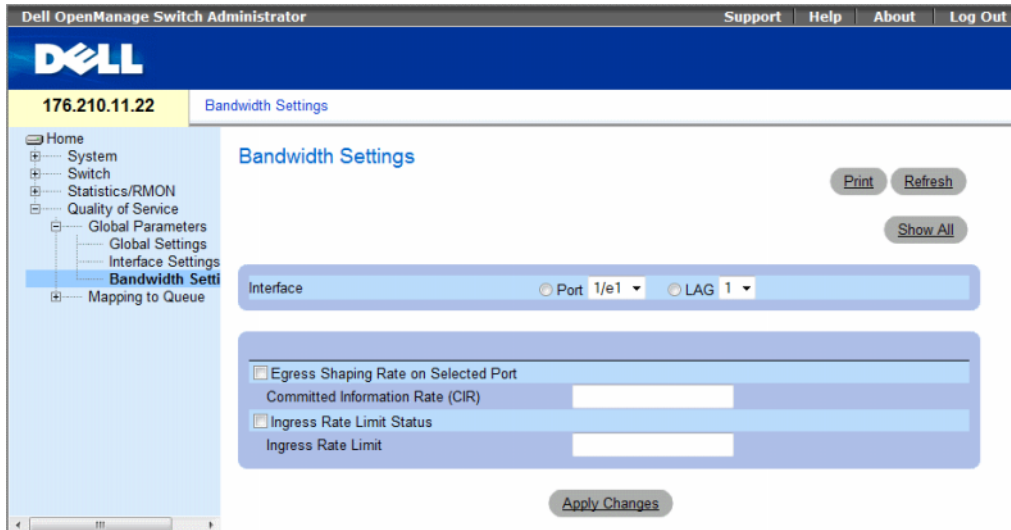 Dell OpenManage Switch Administrator
Support Help About Log Out
DELL
176.210.11.22
Bandwidth Settings
Home
System
Switch
Statistics/RMON
Quality of Service
Global Parameters
Global Settings
Interface Settings
Bandwidth Setti
Mapping to Queue
Bandwidth Settings
Print Refresh
Show All
Interface Port 1/e1 LAG 1
Egress Shaping Rate on Selected Port
Committed Information Rate (CIR)
Ingress Rate Limit Status
Ingress Rate Limit
Apply Changes